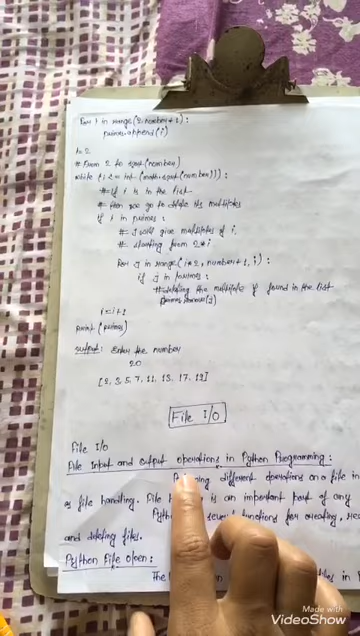 for i in range(2, number+1):
primes.append(i)
i=2
# From 2 to sqrt(number)
while (i <= int (math.sqrt(number))):
# If i is in the list
# then we go to delete its multiples
if i in primes:
# j will give multiples of i,
# starting from 2*i
for j in range(i*2, number+1, i):
if j in primes:
# deleting the multiple if found in the list
primes.remove(j)
i=i+1
print (primes)
output: Enter the number
20
[2, 3, 5, 7, 11, 13, 17, 19]
File I/O
File I/O
File Input and output operations in Python Programming:
different operations on a file is
as file handling. File is an important part of any
functions for creating,
and deleting files.
Python File open:
The
Made With
VideoShow